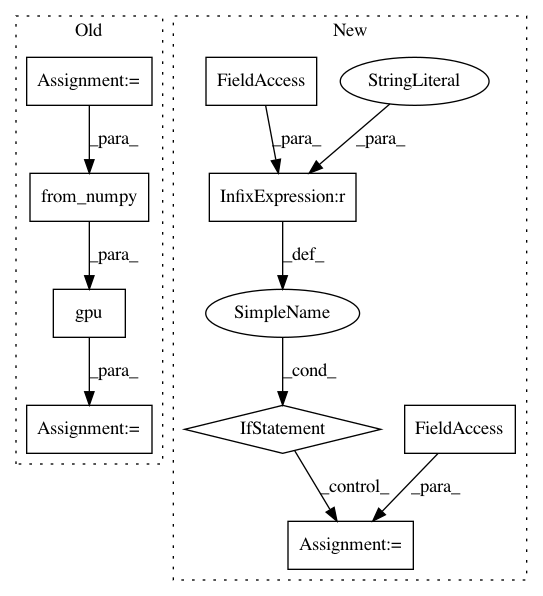 Old
New
Assignment:=
FieldAccess
StringLiteral
_para_
_para_
_para_
from_numpy
InfixExpression:r
_para_
_def_
gpu
SimpleName
_para_
_cond_
Assignment:=
IfStatement
FieldAccess
_control_
_para_
Assignment:=